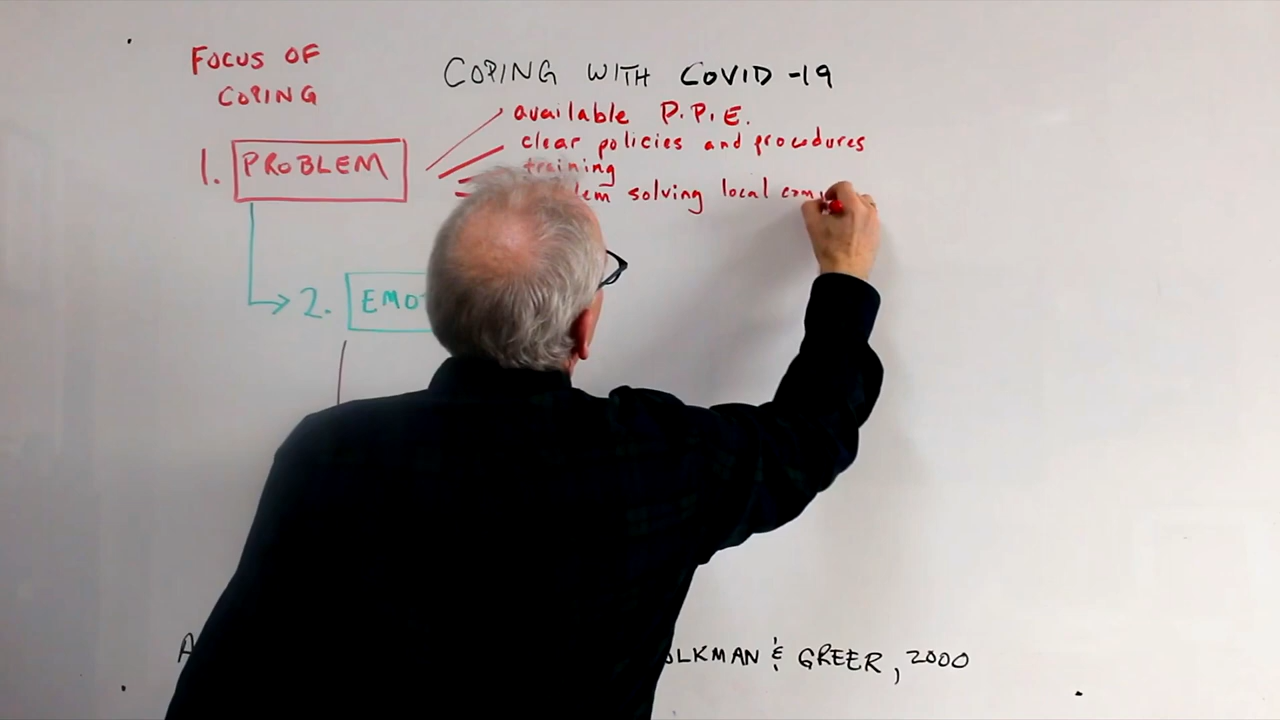 FOCUS OF
COPING
COPING WITH COVID-19
1. PROBLEM
available P.P.E.
clear policies and procedures
training
solving local
2.
& GREER, 2000